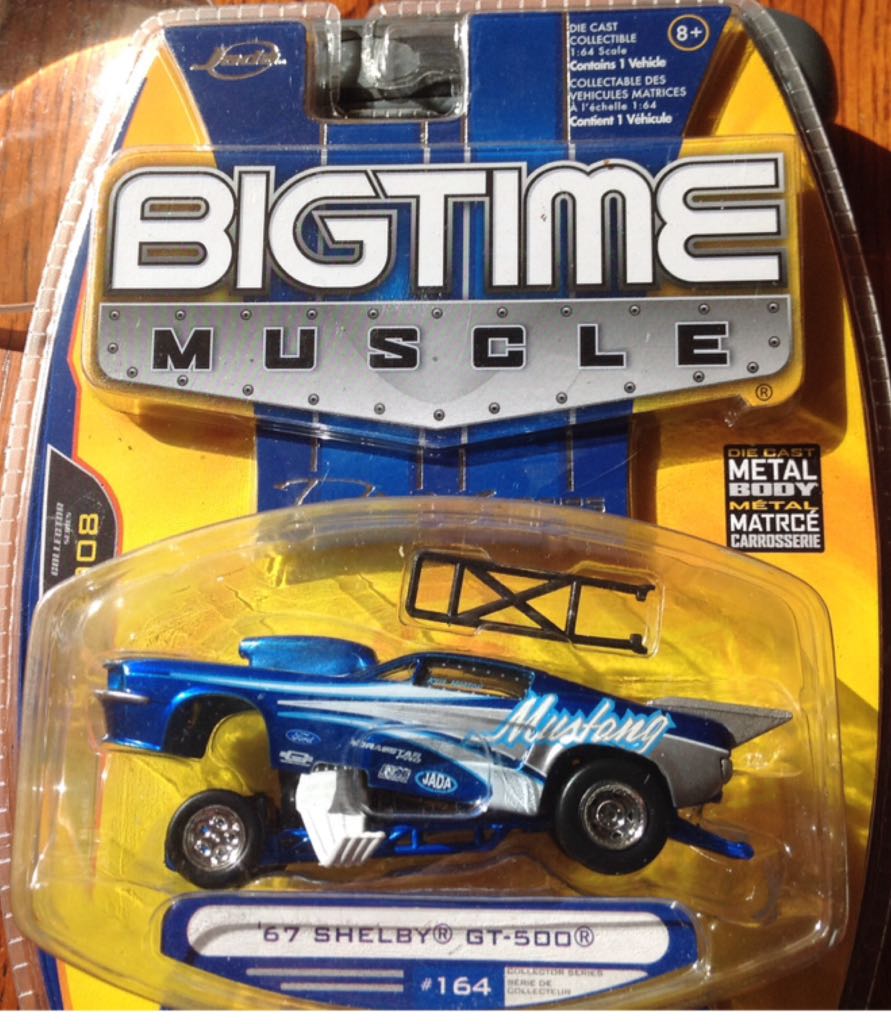 Jada
DIE CAST
COLLECTIBLE
1:64 Scale
Contains 1 Vehicle
COLLECTABLE DES
VEHICULES MATRICES
À l'échelle 1:64
Contient 1 Véhicule
8+
BIGTIME
MUSCLE
®
COLLECTOR
SERIES
08
DIE CAST
METAL
BODY
MÉTAL
MATRCÉ
CARROSSERIE
Mustang
Ford
JADA
'67 SHELBY® GT-500®
#164
COLLECTOR SERIES
SÉRIE DE
COLLECTEUR